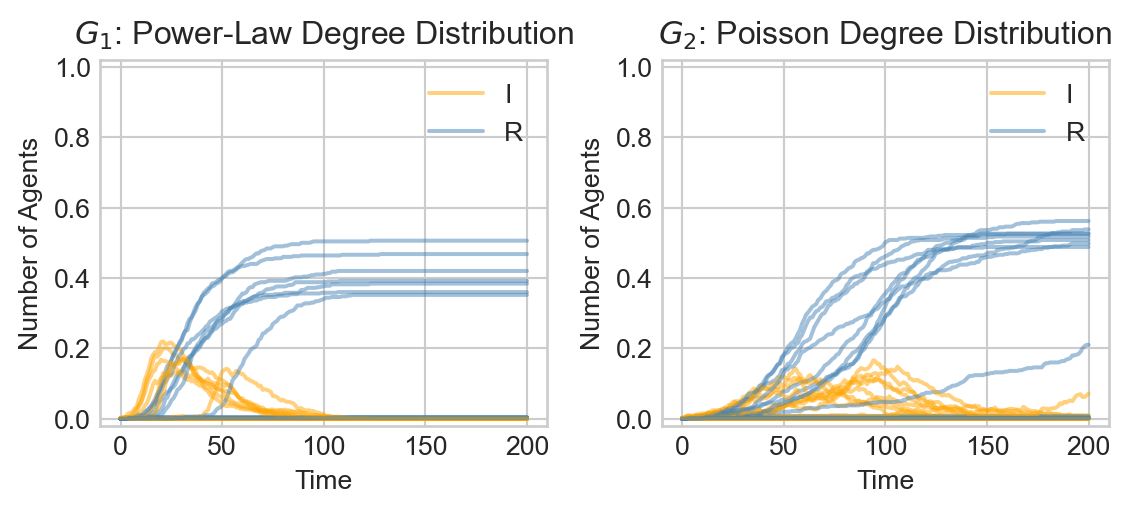 G₁: Power-Law Degree Distribution
Number of Agents
1.0
0.8
0.6
0.4
0.2
0.0
I
R
0 50 100 150 200
Time
G₂: Poisson Degree Distribution
Number of Agents
1.0
0.8
0.6
0.4
0.2
0.0
I
R
0 50 100 150 200
Time